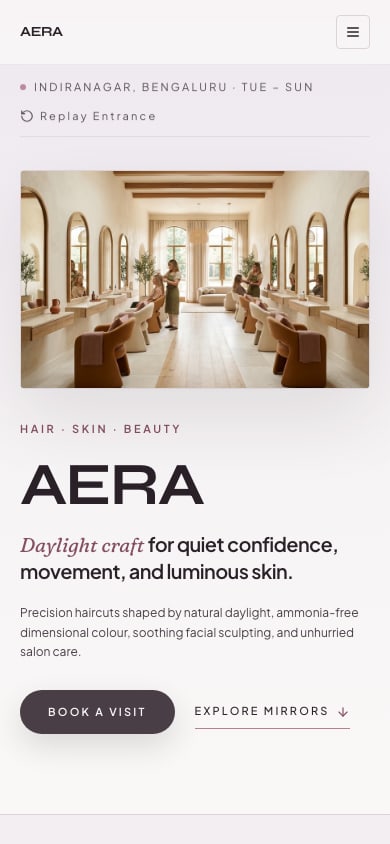 AERA
INDIRANAGAR, BENGALURU · TUE – SUN
Replay Entrance
HAIR · SKIN · BEAUTY
AERA
Daylight craft for quiet confidence,
movement, and luminous skin.
Precision haircuts shaped by natural daylight, ammonia-free
dimensional colour, soothing facial sculpting, and unhurried
salon care.
BOOK A VISIT
EXPLORE MIRRORS